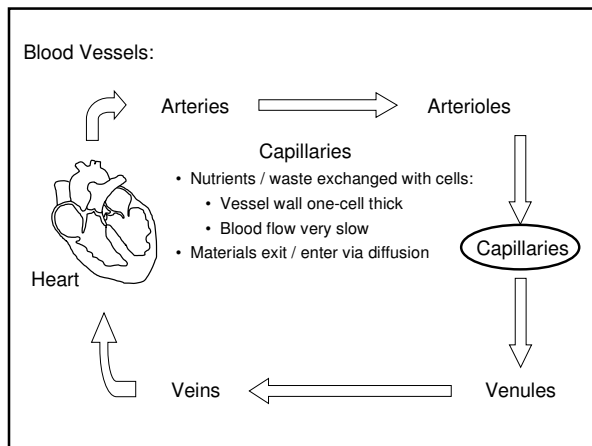 Blood Vessels:
Arteries
Arterioles
Capillaries
• Nutrients / waste exchanged with cells:
• Vessel wall one-cell thick
• Blood flow very slow
• Materials exit / enter via diffusion
Capillaries
Heart
Veins
Venules